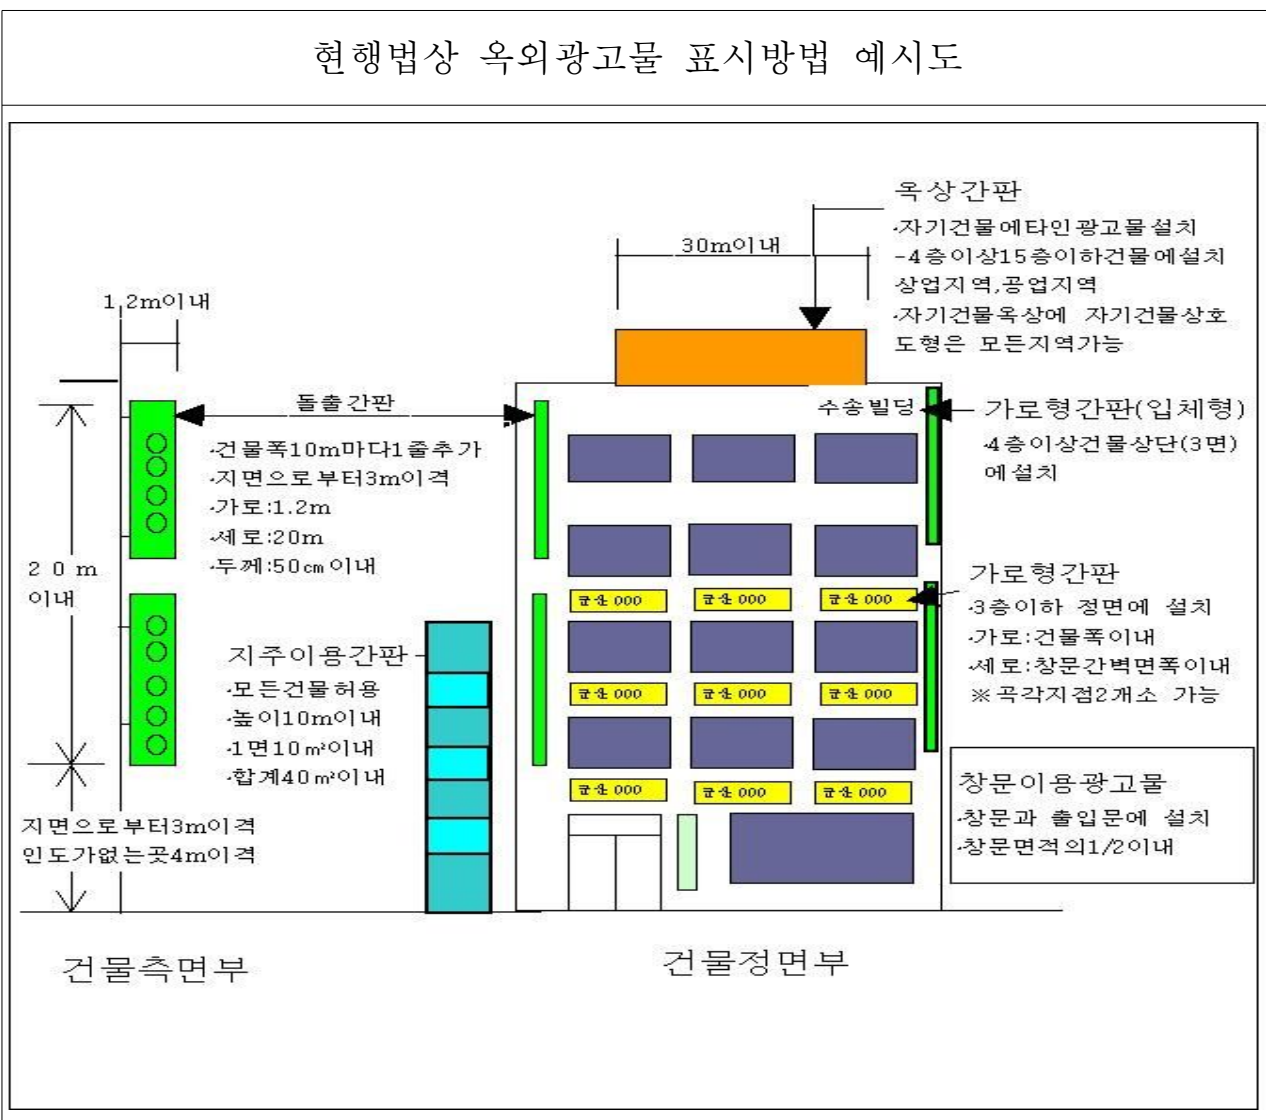 현행법상 옥외광고물 표시방법 예시도
옥상간판
·자기건물에타인광고물설치
-4층이상15층이하건물에설치
상업지역,공업지역
·자기건물옥상에 자기건물상호
도형은 모든지역가능
30m이내
1,2m이내
돌출간판
·건물폭10m마다1줄추가
·지면으로부터3m이격
·가로:1.2m
·세로:20m
·두께:50㎝이내
수송빌딩
가로형간판(입체형)
·4층이상건물상단(3면)
에설치
20m
이내
가로형간판
·3층이하 정면에 설치
·가로:건물폭이내
·세로:창문간벽면폭이내
※곡각지점2개소 가능
지주이용간판
·모든건물허용
·높이10m이내
·1면10㎡이내
·합계40㎡이내
000
000
000
000
000
000
000
000
000
창문이용광고물
·창문과 출입문에 설치
·창문면적의1/2이내
지면으로부터3m이격
인도가없는곳4m이격
건물측면부
건물정면부